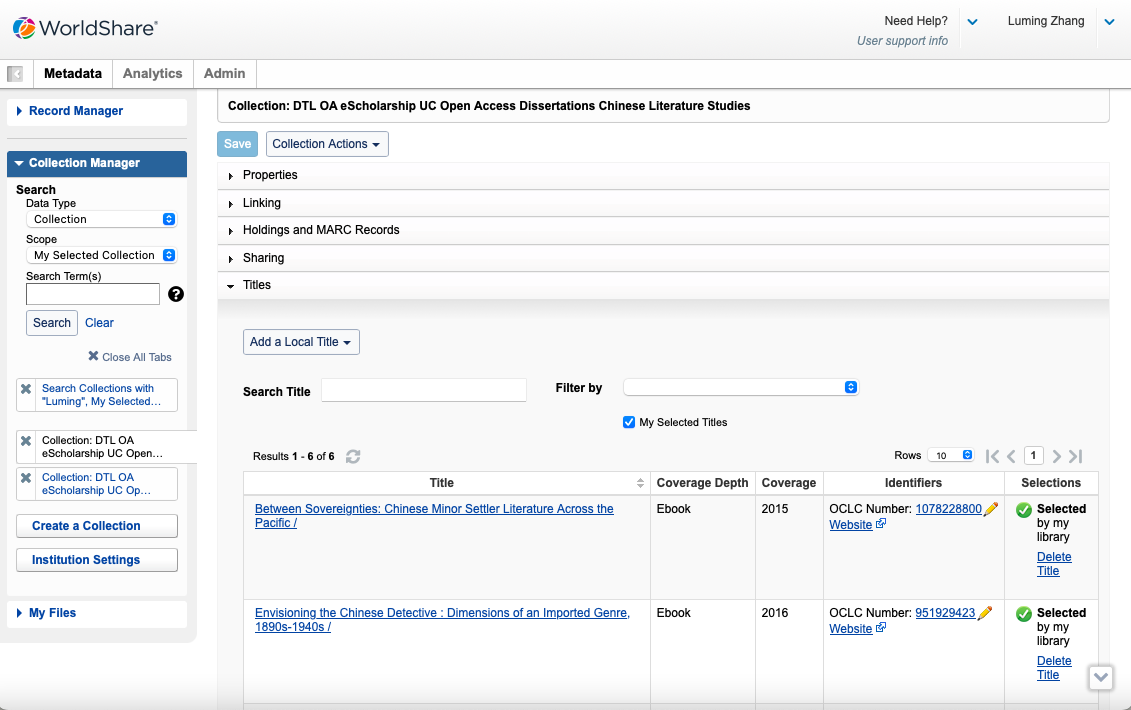 WorldShare®
Need Help?
User support info
Luming Zhang
Metadata
Analytics
Admin
Record Manager
Collection Manager
Search
Data Type
Collection
Scope
My Selected Collection
Search Term(s)
?
Search
Clear
Close All Tabs
Search Collections with
"Luming", My Selected...
Collection: DTL OA
eScholarship UC Open...
Collection: DTL OA
eScholarship UC Op...
Create a Collection
Institution Settings
My Files
Collection: DTL OA eScholarship UC Open Access Dissertations Chinese Literature Studies
Save
Collection Actions
Properties
Linking
Holdings and MARC Records
Sharing
Titles
Add a Local Title
Search Title
Filter by
My Selected Titles
Results 1 - 6 of 6
Rows
10
1
Title
Coverage Depth
Coverage
Identifiers
Selections
Between Sovereignties: Chinese Minor Settler Literature Across the
Pacific /
Ebook
2015
OCLC Number: 1078228800
Website
Selected
by my
library
Delete
Title
Envisioning the Chinese Detective : Dimensions of an Imported Genre,
1890s-1940s /
Ebook
2016
OCLC Number: 951929423
Website
Selected
by my
library
Delete
Title